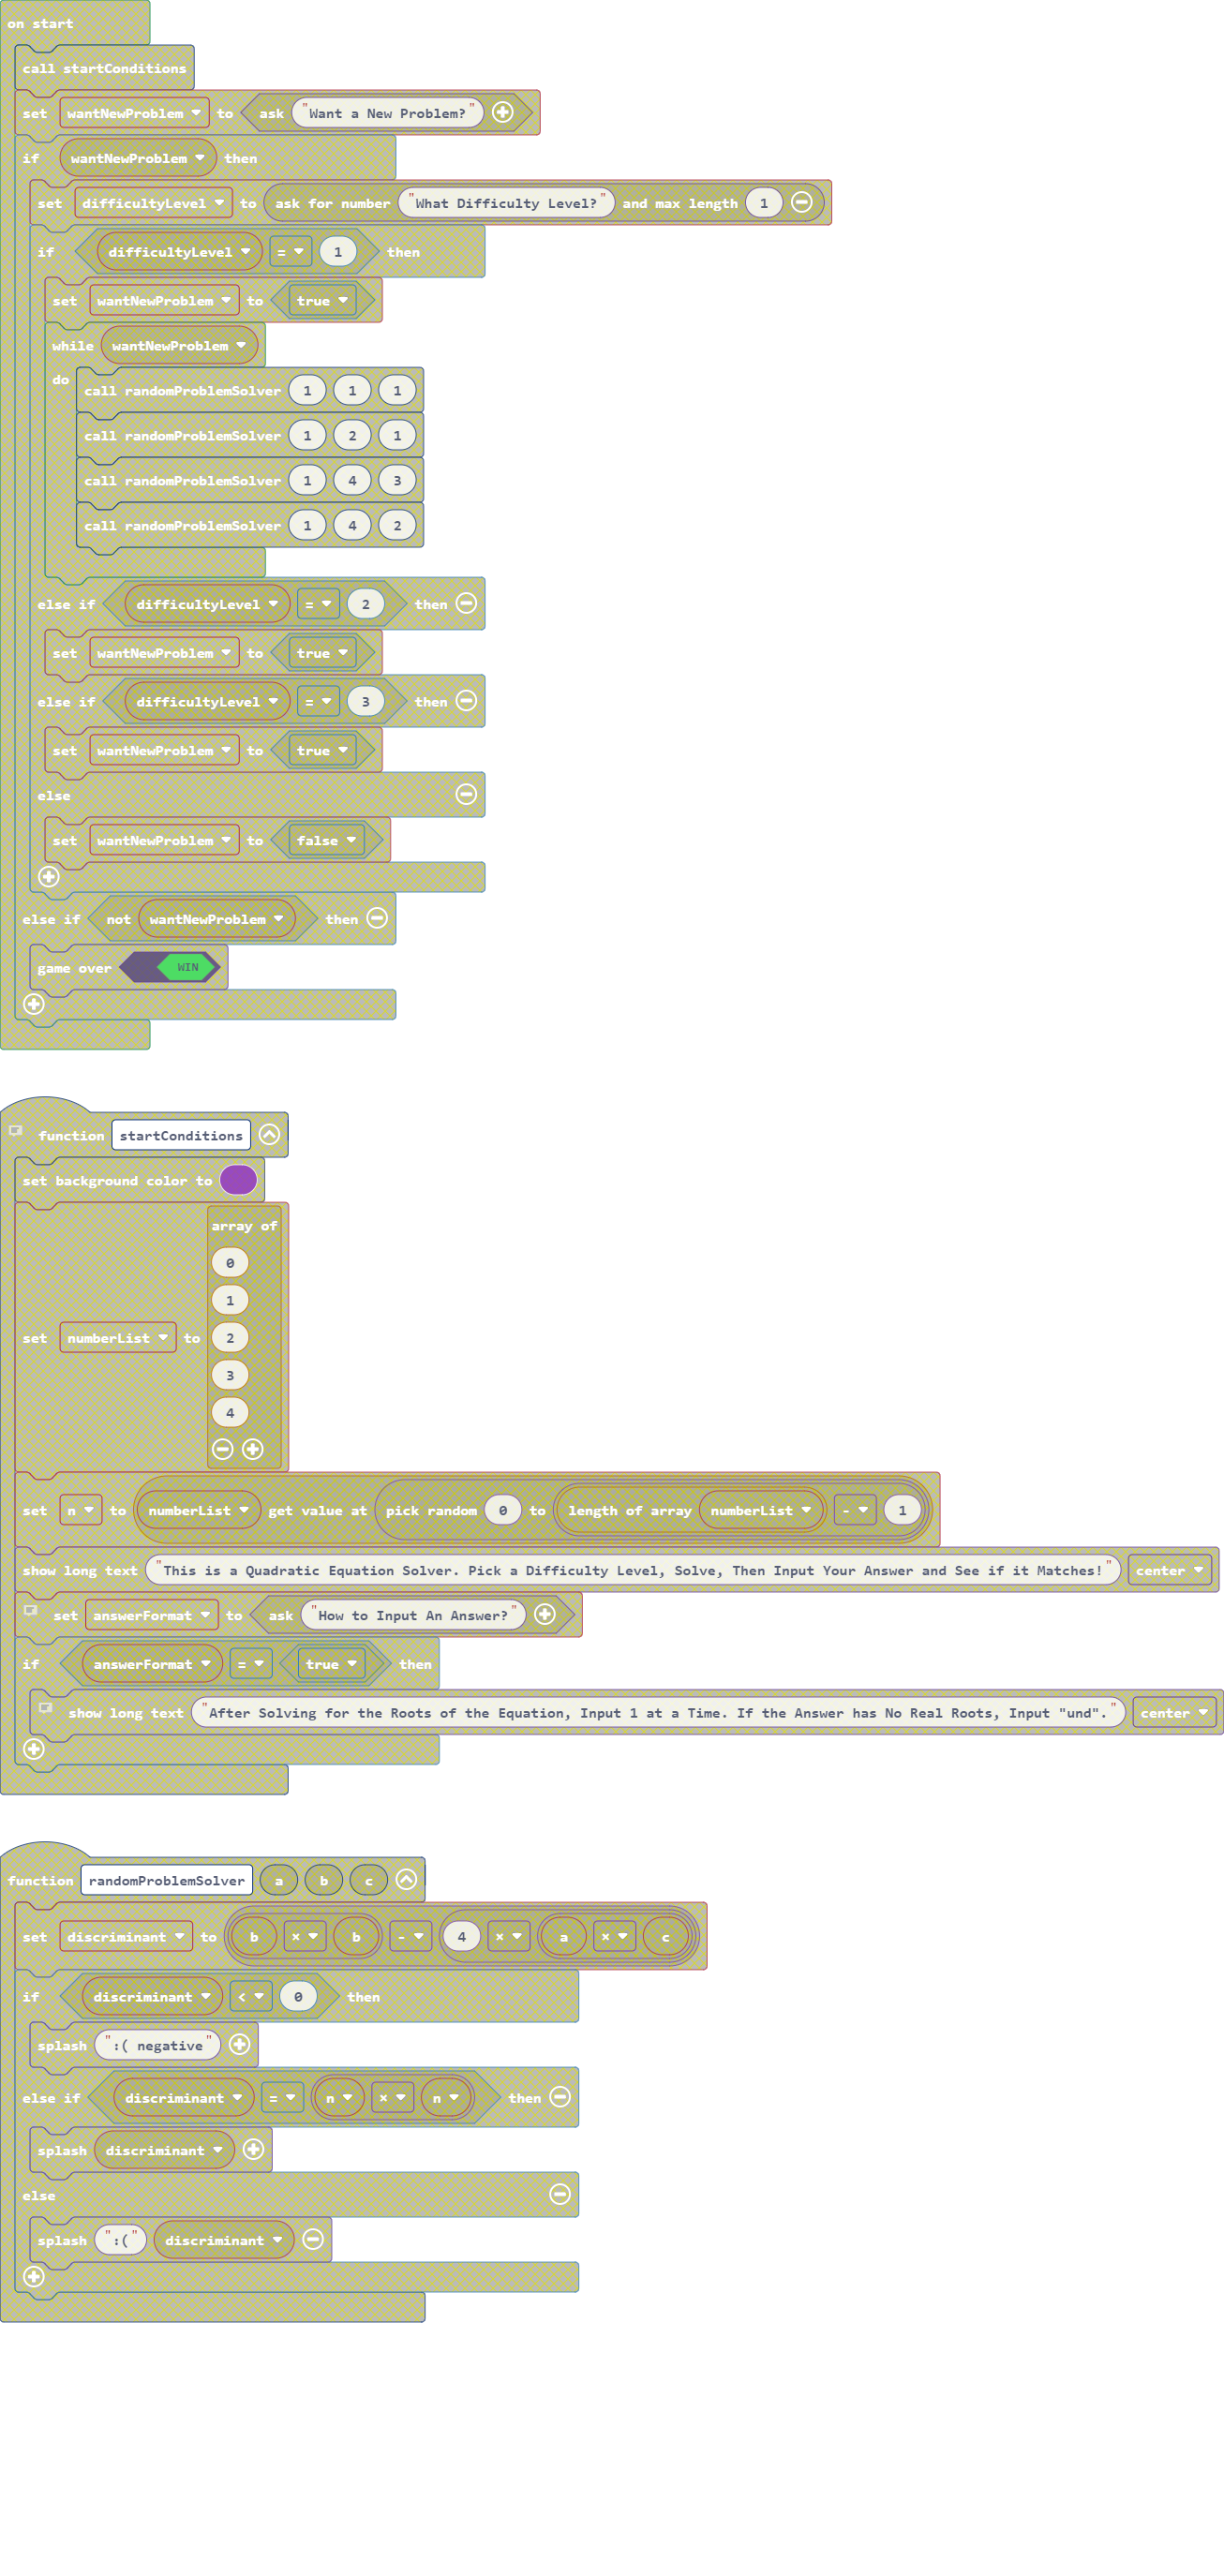 on start
call startConditions
set wantNewProblem to ask "Want a New Problem?"
if wantNewProblem then
set difficultyLevel to ask for number "What Difficulty Level?" and max length 1
if difficultyLevel = 1 then
set wantNewProblem to true
while wantNewProblem
do call randomProblemSolver 1 1 1
call randomProblemSolver 1 2 1
call randomProblemSolver 1 4 3
call randomProblemSolver 1 4 2
else if difficultyLevel = 2 then
set wantNewProblem to true
else if difficultyLevel = 3 then
set wantNewProblem to true
else
set wantNewProblem to false
else if not wantNewProblem then
game over WIN
function startConditions
set background color to
array of
0
1
set numberList to 2
3
4
set n to numberList get value at pick random 0 to length of array numberList - 1
show long text "This is a Quadratic Equation Solver. Pick a Difficulty Level, Solve, Then Input Your Answer and See if it Matches!" center
set answerFormat to ask "How to Input An Answer?"
if answerFormat = true then
show long text "After Solving for the Roots of the Equation, Input 1 at a Time. If the Answer has No Real Roots, Input "und"." center
function randomProblemSolver a b c
set discriminant to b × b - 4 × a × c
if discriminant < 0 then
splash ":( negative"
else if discriminant = n × n then
splash discriminant
else
splash ":(" discriminant